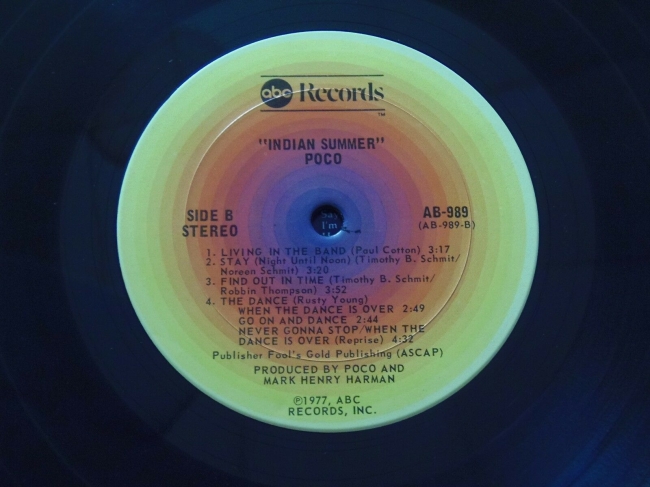 abc Records
TM
"INDIAN SUMMER"
POCO
SIDE B
STEREO
AB-989
(AB-989-B)
I'm
1. LIVING IN THE BAND (Paul Cotton) 3:17
2. STAY (Night Until Noon) (Timothy B. Schmit/
Noreen Schmit) 3:20
3. FIND OUT IN TIME (Timothy B. Schmit/
Robbin Thompson) 3:52
4. THE DANCE (Rusty Young)
WHEN THE DANCE IS OVER 2:49
GO ON AND DANCE 2:44
NEVER GONNA STOP/WHEN THE
DANCE IS OVER (Reprise) 4:32
Publisher Fool's Gold Publishing (ASCAP)
PRODUCED BY POCO AND
MARK HENRY HARMAN
℗1977, ABC
RECORDS, INC.